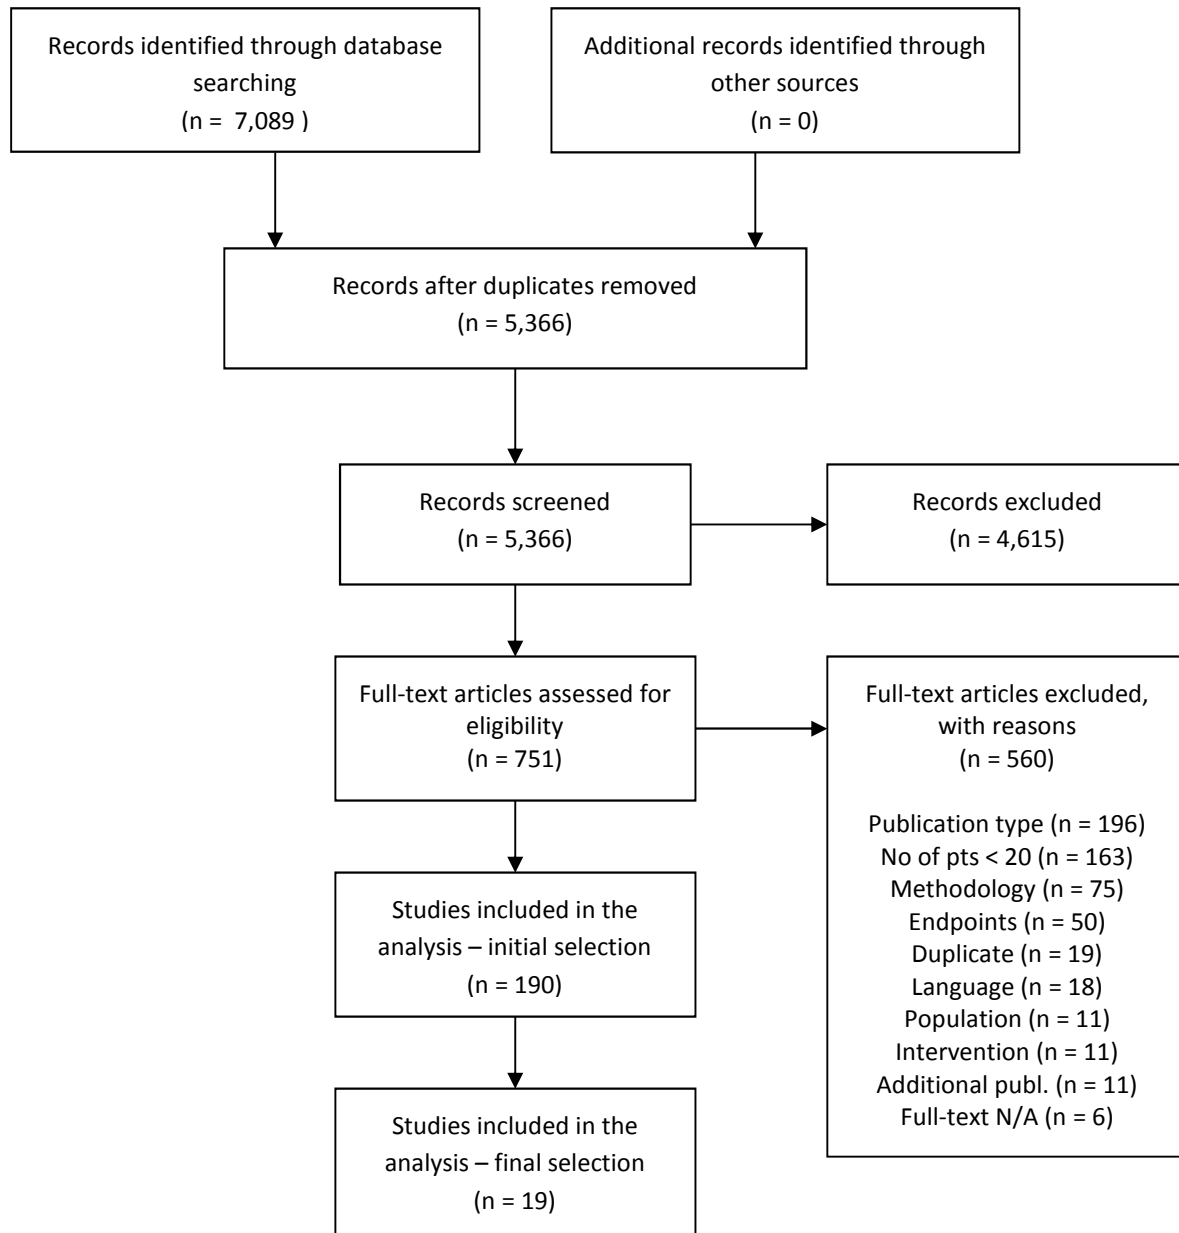 Records identified through database
searching
(n = 7,089 )
Additional records identified through
other sources
(n = 0)
Records after duplicates removed
(n = 5,366)
Records screened
(n = 5,366)
Records excluded
(n = 4,615)
Full-text articles assessed for
eligibility
(n = 751)
Full-text articles excluded,
with reasons
(n = 560)
Publication type (n = 196)
No of pts < 20 (n = 163)
Methodology (n = 75)
Endpoints (n = 50)
Duplicate (n = 19)
Language (n = 18)
Population (n = 11)
Intervention (n = 11)
Additional publ. (n = 11)
Full-text N/A (n = 6)
Studies included in the
analysis – initial selection
(n = 190)
Studies included in the
analysis – final selection
(n = 19)